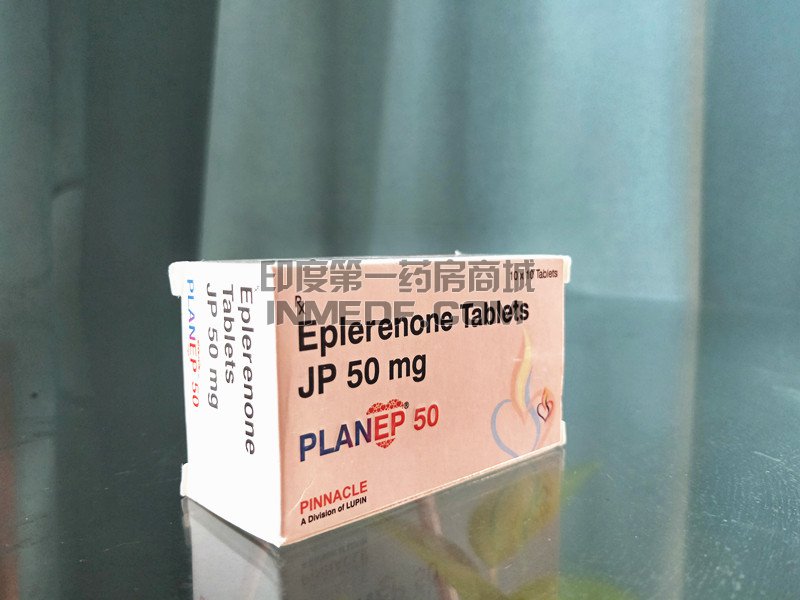 印度第一药房商城
INMEDE.COM
10 x 10 Tablets
Rx
Eplerenone Tablets
JP 50 mg
PLANEP® 50
PINNACLE
A Division of LUPIN
Eplerenone
Tablets
JP 50 mg
PLANEP 50